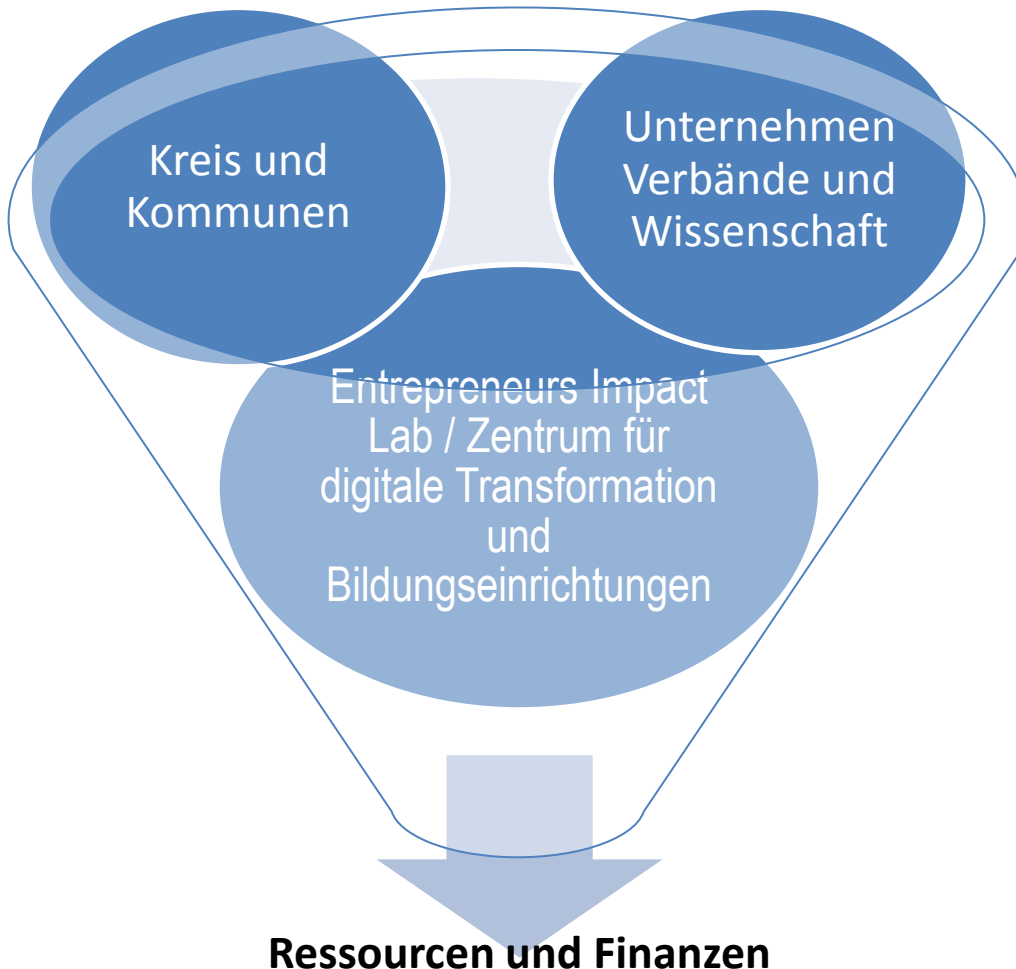 Kreis und
Kommunen
Unternehmen
Verbände und
Wissenschaft
Entrepreneurs Impact
Lab / Zentrum für
digitale Transformation
und
Bildungseinrichtungen
Ressourcen und Finanzen